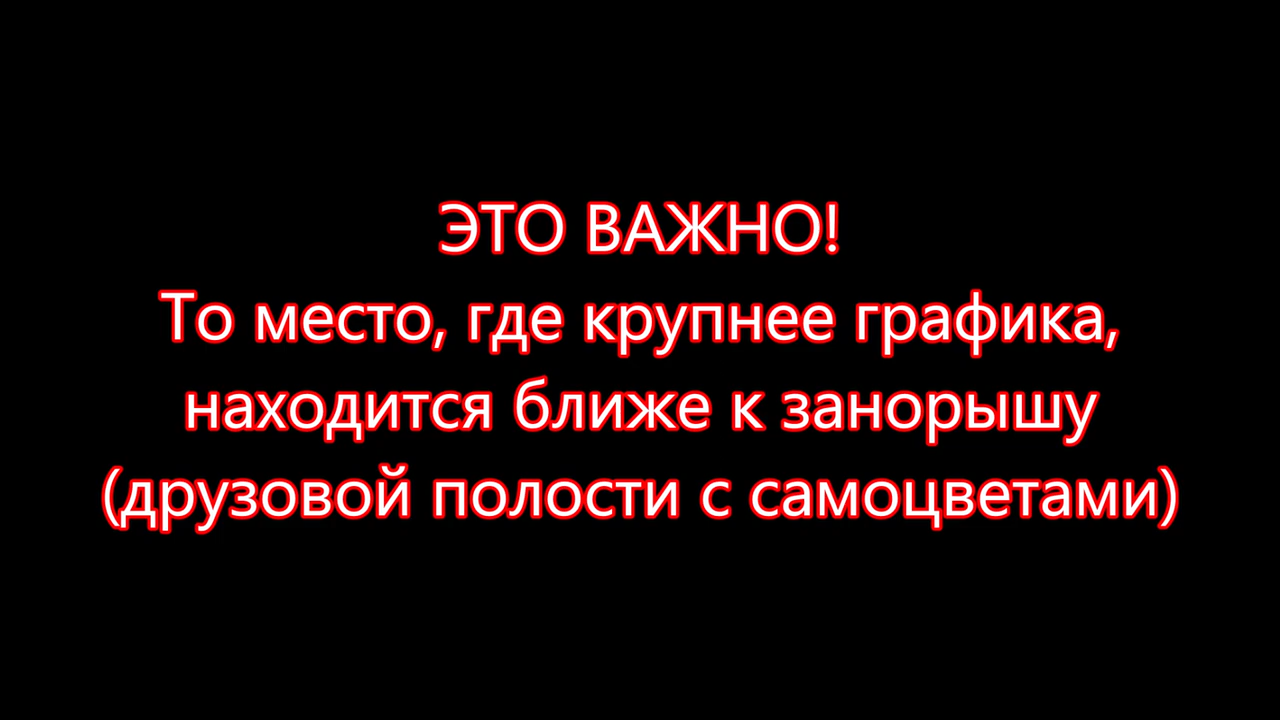 ЭТО ВАЖНО!
То место, где крупнее графика,
находится ближе к занорышу
(друзовой полости с самоцветами)